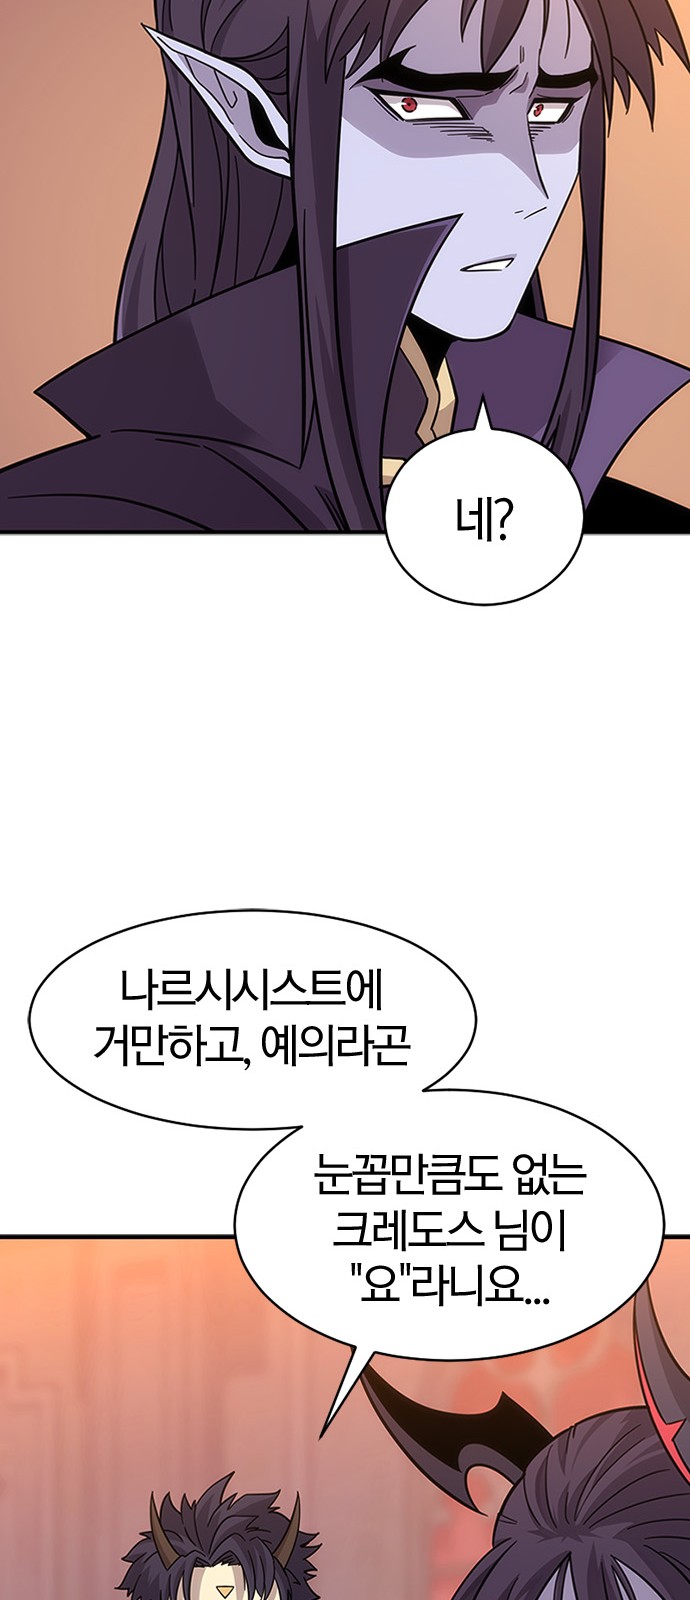 네?
나르시시스트에
거만하고, 예의라곤
눈꼽만큼도 없는
크레도스 님이
"요"라니요...